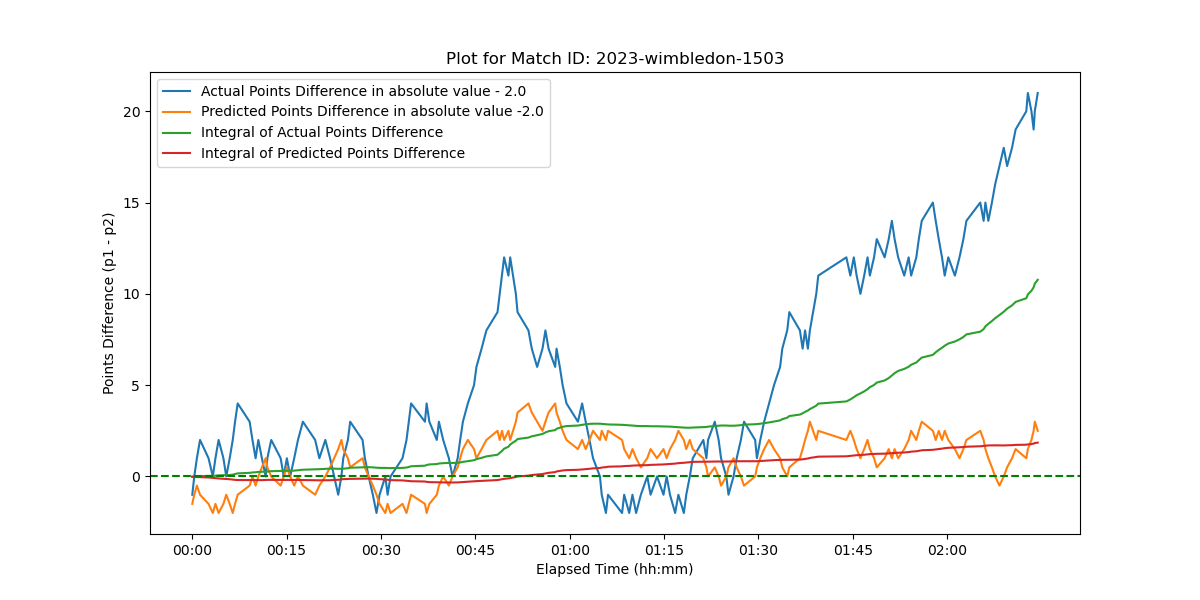 Plot for Match ID: 2023-wimbledon-1503
Actual Points Difference in absolute value - 2.0
Predicted Points Difference in absolute value -2.0
Integral of Actual Points Difference
Integral of Predicted Points Difference
Points Difference (p1 - p2)
20
15
10
5
0
00:00 00:15 00:30 00:45 01:00 01:15 01:30 01:45 02:00
Elapsed Time (hh:mm)